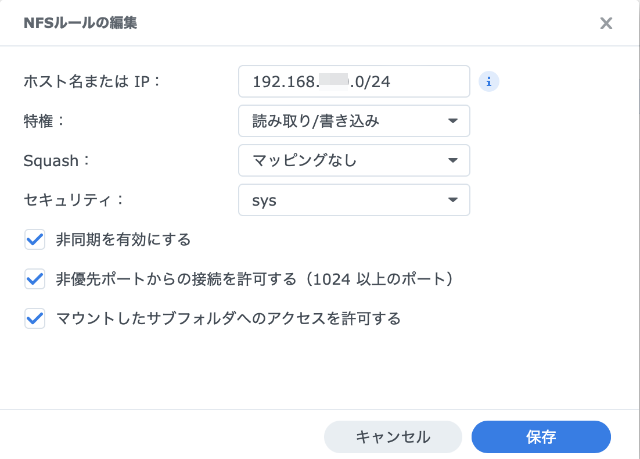 NFSルールの編集
ホスト名または IP：
192.168. .0/24
特権：
読み取り/書き込み
Squash：
マッピングなし
セキュリティ：
sys
非同期を有効にする
非優先ポートからの接続を許可する（1024 以上のポート）
マウントしたサブフォルダへのアクセスを許可する
キャンセル
保存